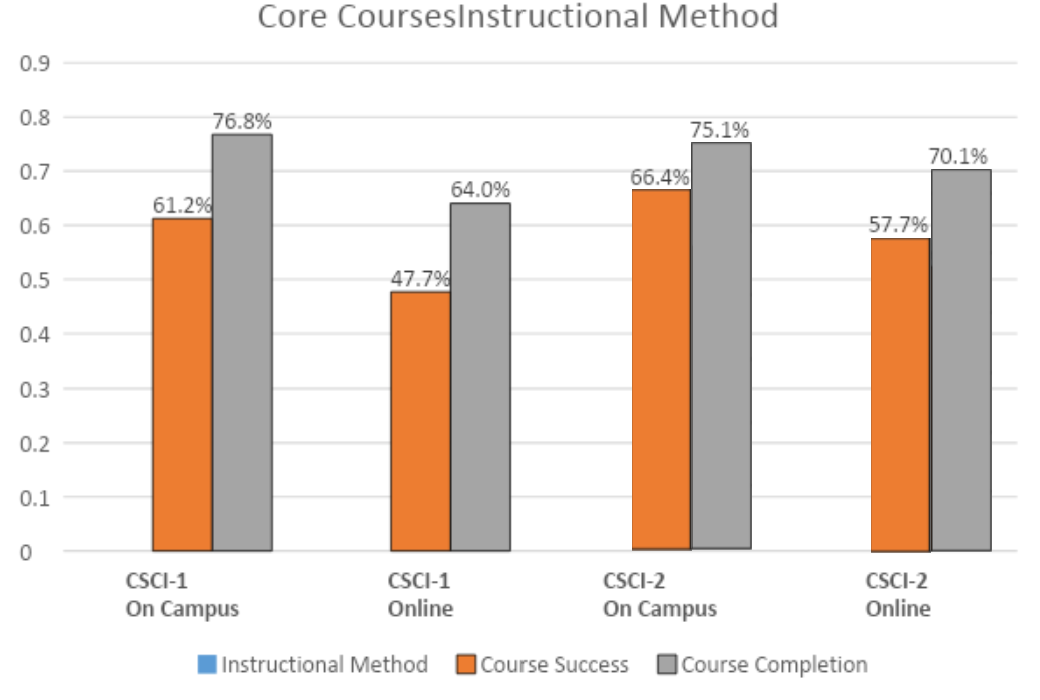 Core CoursesInstructional Method
0.9
0.8
0.7
0.6
0.5
0.4
0.3
0.2
0.1
0
76.8%
61.2%
64.0%
47.7%
75.1%
66.4%
70.1%
57.7%
CSCI-1
On Campus
CSCI-1
Online
CSCI-2
On Campus
CSCI-2
Online
Instructional Method Course Success Course Completion